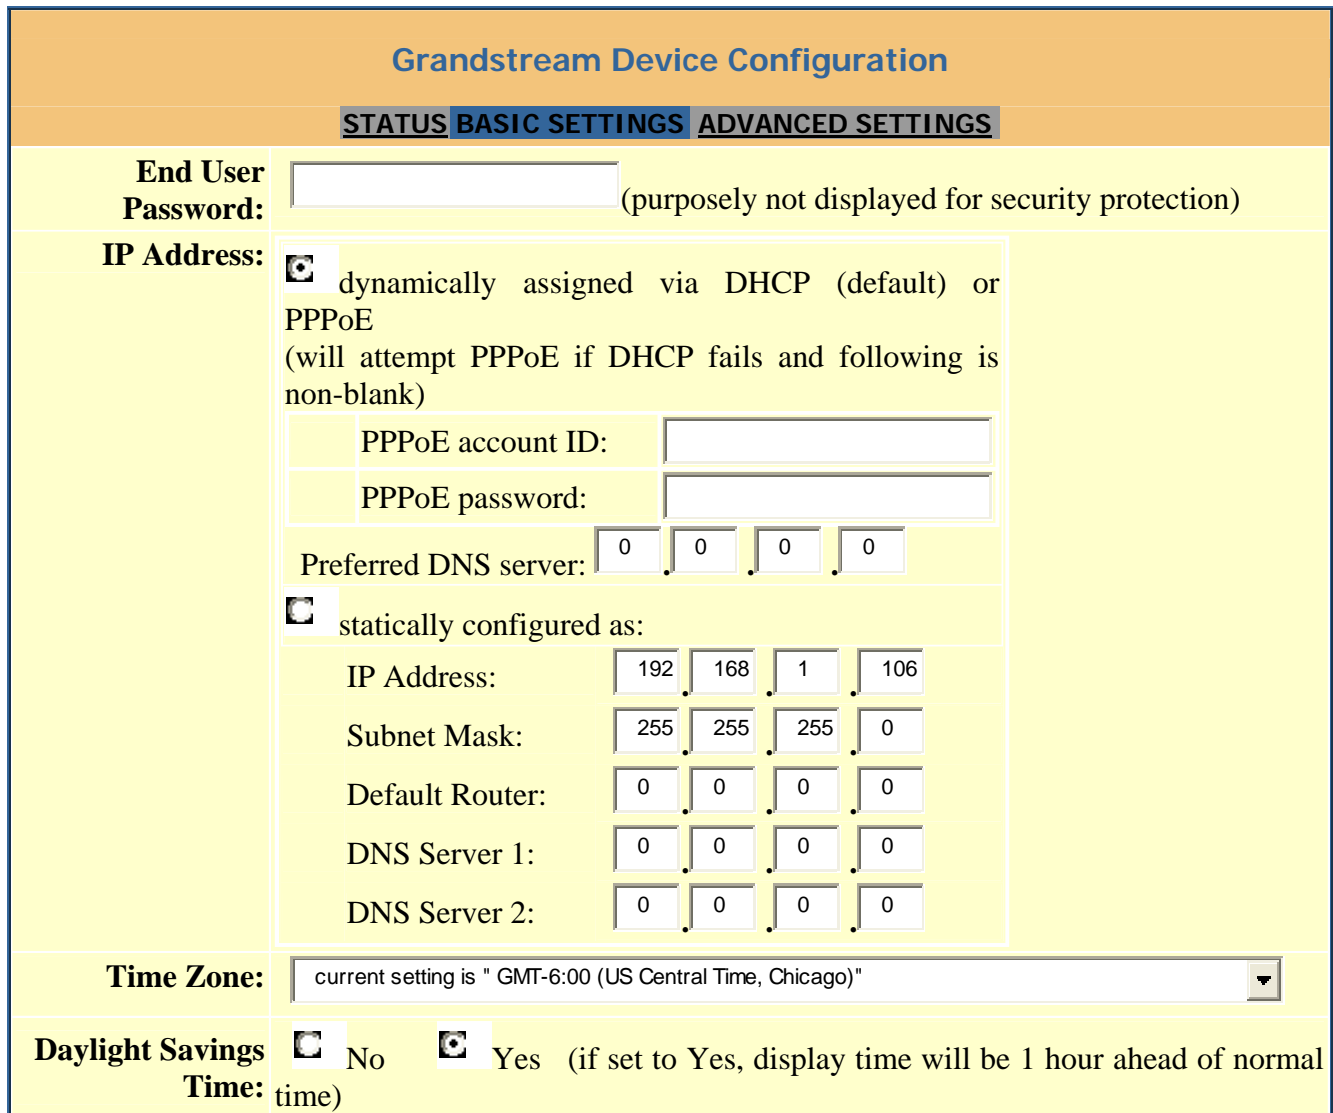 Grandstream Device Configuration
STATUS BASIC SETTINGS ADVANCED SETTINGS
End User Password: (purposely not displayed for security protection)
IP Address:
dynamically assigned via DHCP (default) or
PPPoE
(will attempt PPPoE if DHCP fails and following is
non-blank)
PPPoE account ID:
PPPoE password:
Preferred DNS server: 0 . 0 . 0 . 0
statically configured as:
IP Address: 192 . 168 . 1 . 106
Subnet Mask: 255 . 255 . 255 . 0
Default Router: 0 . 0 . 0 . 0
DNS Server 1: 0 . 0 . 0 . 0
DNS Server 2: 0 . 0 . 0 . 0
Time Zone: current setting is " GMT-6:00 (US Central Time, Chicago)"
Daylight Savings Time: No Yes (if set to Yes, display time will be 1 hour ahead of normal
time)